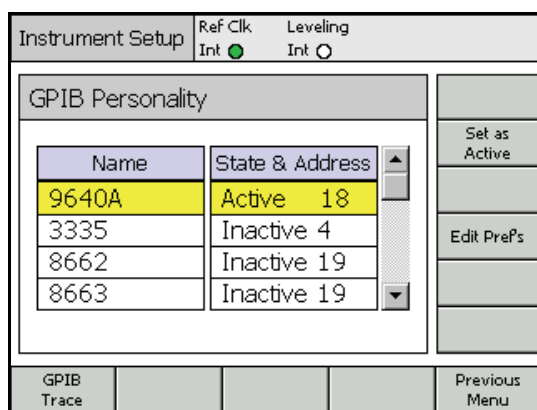 Instrument Setup
Ref Clk Leveling
Int Int
GPIB Personality
Set as
Active
Name State & Address
9640A Active 18
3335 Inactive 4
Edit Pref's
8662 Inactive 19
8663 Inactive 19
GPIB
Trace
Previous
Menu